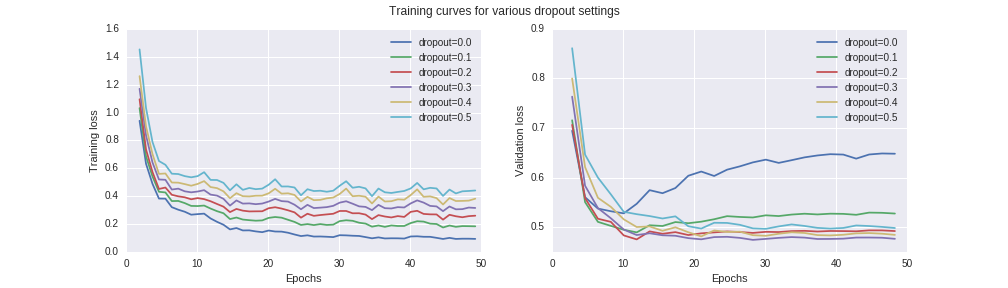 Training curves for various dropout settings
Training loss
1.6
1.4
1.2
1.0
0.8
0.6
0.4
0.2
0.0
dropout=0.0
dropout=0.1
dropout=0.2
dropout=0.3
dropout=0.4
dropout=0.5
0 10 20 30 40 50
Epochs
Validation loss
0.9
0.8
0.7
0.6
0.5
dropout=0.0
dropout=0.1
dropout=0.2
dropout=0.3
dropout=0.4
dropout=0.5
0 10 20 30 40 50
Epochs